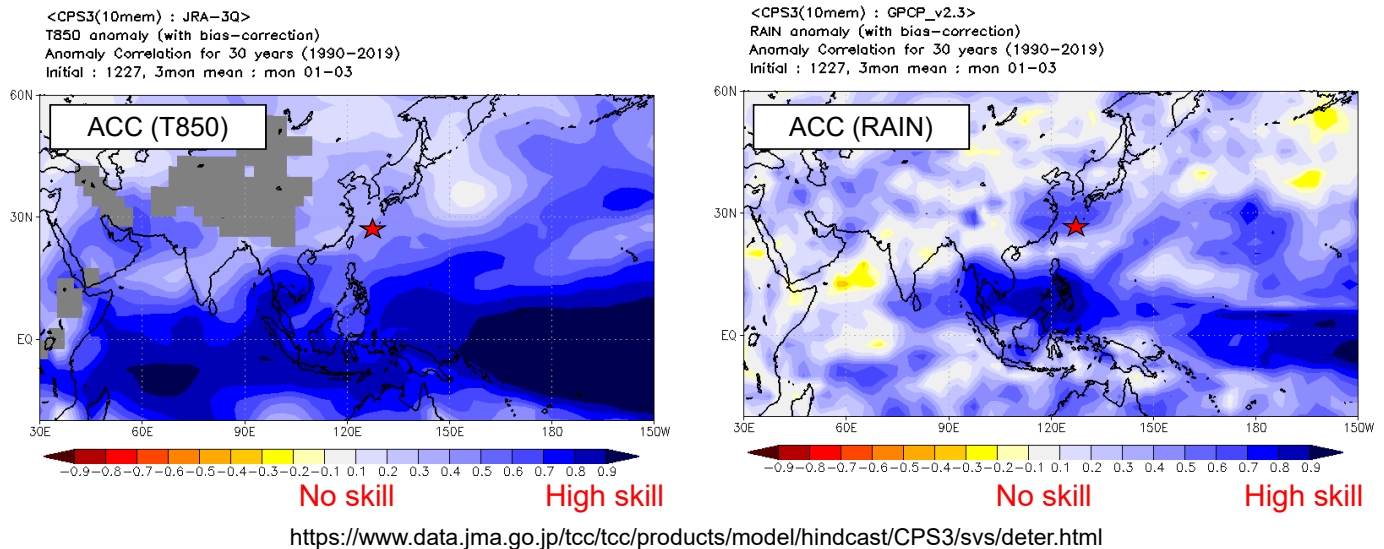 <CPS3(10mem) : JRA-3Q>
T850 anomaly (with bias-correction)
Anomaly Correlation for 30 years (1990-2019)
Initial : 1227, 3mon mean : mon 01-03
ACC (T850)
60N
30N
EQ
30E 60E 90E 120E 150E 180 150W
-0.9 -0.8 -0.7 -0.6 -0.5 -0.4 -0.3 -0.2 -0.1 0.1 0.2 0.3 0.4 0.5 0.6 0.7 0.8 0.9
No skill High skill
<CPS3(10mem) : GPCP_v2.3>
RAIN anomaly (with bias-correction)
Anomaly Correlation for 30 years (1990-2019)
Initial : 1227, 3mon mean : mon 01-03
ACC (RAIN)
60N
30N
EQ
30E 60E 90E 120E 150E 180 150W
-0.9 -0.8 -0.7 -0.6 -0.5 -0.4 -0.3 -0.2 -0.1 0.1 0.2 0.3 0.4 0.5 0.6 0.7 0.8 0.9
No skill High skill
https://www.data.jma.go.jp/tcc/tcc/products/model/hindcast/CPS3/svs/deter.html